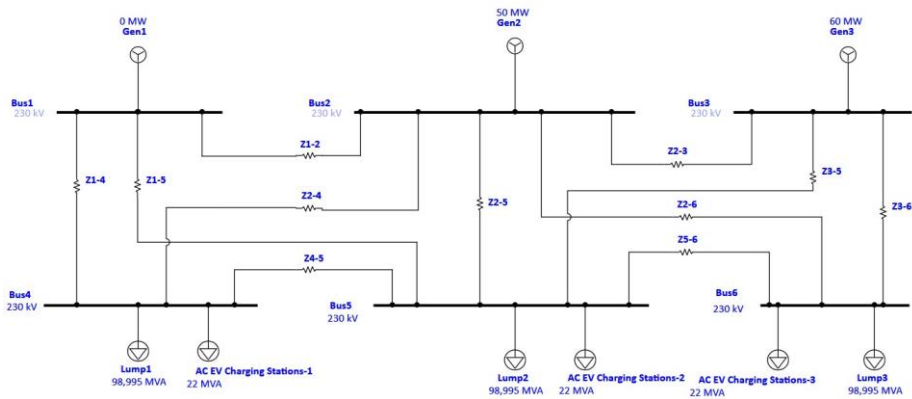 0 MW
Gen1
50 MW
Gen2
60 MW
Gen3
Bus1
230 kV
Bus2
230 kV
Bus3
230 kV
Z1-2
Z2-3
Z1-4
Z1-5
Z2-4
Z2-5
Z3-5
Z2-6
Z3-6
Z4-5
Z5-6
Bus4
230 kV
Bus5
230 kV
Bus6
230 kV
Lump1
98,995 MVA
AC EV Charging Stations-1
22 MVA
Lump2
98,995 MVA
AC EV Charging Stations-2
22 MVA
AC EV Charging Stations-3
22 MVA
Lump3
98,995 MVA